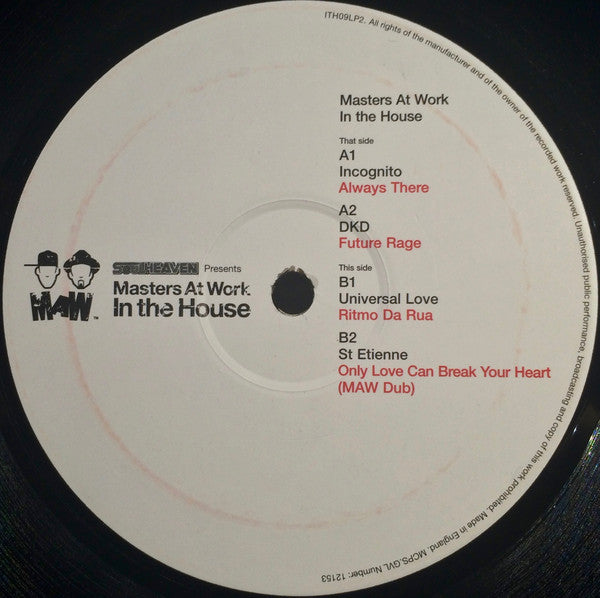 ITH09LP2. All rights of the manufacturer and of the owner of the recorded work reserved. Unauthorised public performance, broadcasting and copy of this work prohibited. Made in England. MCPS.GVL Number: 12153
Masters At Work
In the House
That side
A1
Incognito
Always There
A2
DKD
Future Rage
This side
B1
Universal Love
Ritmo Da Rua
B2
St Etienne
Only Love Can Break Your Heart
(MAW Dub)
SOULHEAVEN Presents
Masters At Work
In the House
MAW™